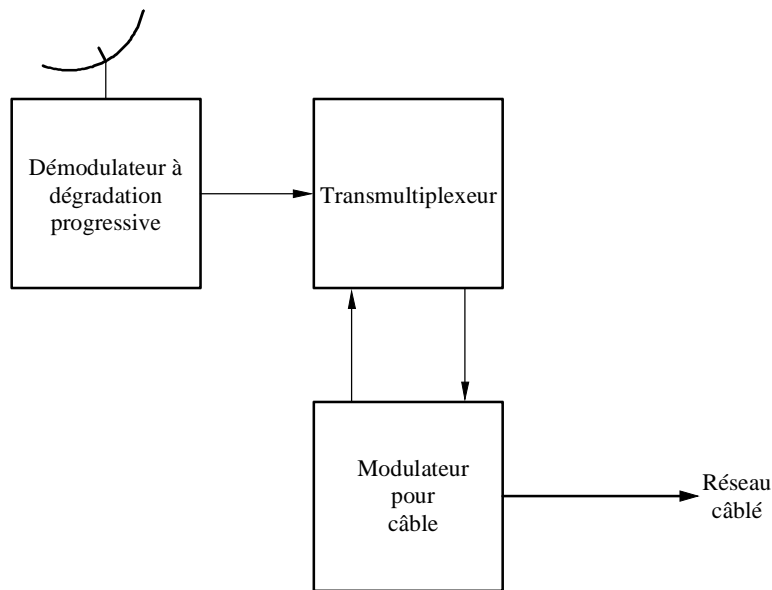 Démodulateur à
dégradation
progressive
Transmultiplexeur
Modulateur
pour
câble
Réseau
câblé